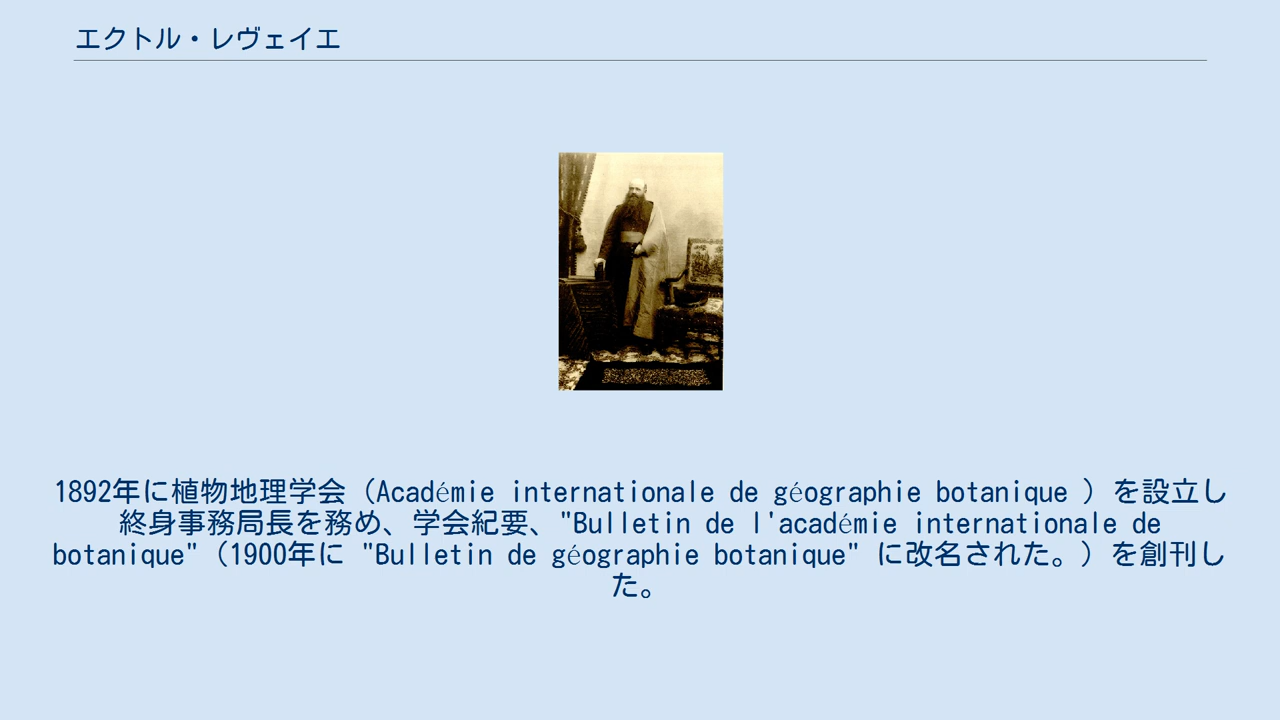 エクトル・レヴェイエ
1892年に植物地理学会（Académie internationale de géographie botanique ）を設立し
終身事務局長を務め、学会紀要、"Bulletin de l'académie internationale de
botanique"（1900年に "Bulletin de géographie botanique" に改名された。）を創刊し
た。